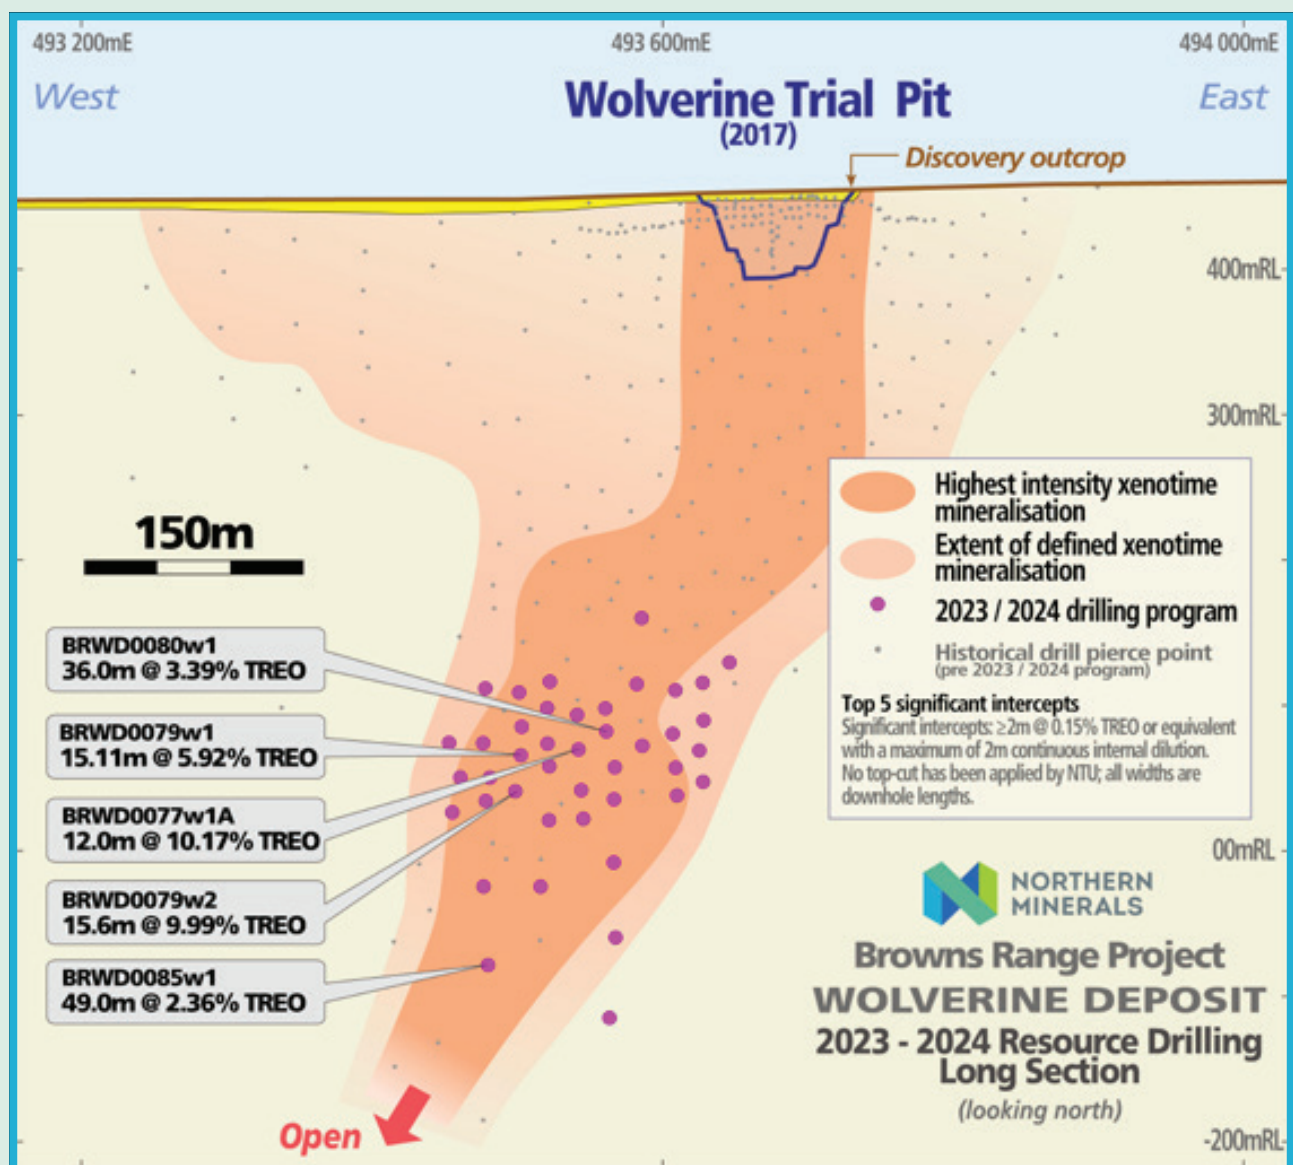 493 200mE
493 600mE
494 000mE
West
East
Wolverine Trial Pit
(2017)
Discovery outcrop
400mRL
300mRL
150m
Highest intensity xenotime
mineralisation
Extent of defined xenotime
mineralisation
2023 / 2024 drilling program
Historical drill pierce point
(pre 2023 / 2024 program)
Top 5 significant intercepts
Significant intercepts: ≥2m @ 0.15% TREO or equivalent
with a maximum of 2m continuous internal dilution.
No top-cut has been applied by NTU; all widths are
downhole lengths.
BRWD0080w1
36.0m @ 3.39% TREO
BRWD0079w1
15.11m @ 5.92% TREO
BRWD0077w1A
12.0m @ 10.17% TREO
BRWD0079w2
15.6m @ 9.99% TREO
BRWD0085w1
49.0m @ 2.36% TREO
00mRL
NORTHERN
MINERALS
Browns Range Project
WOLVERINE DEPOSIT
2023 - 2024 Resource Drilling
Long Section
(looking north)
Open
-200mRL